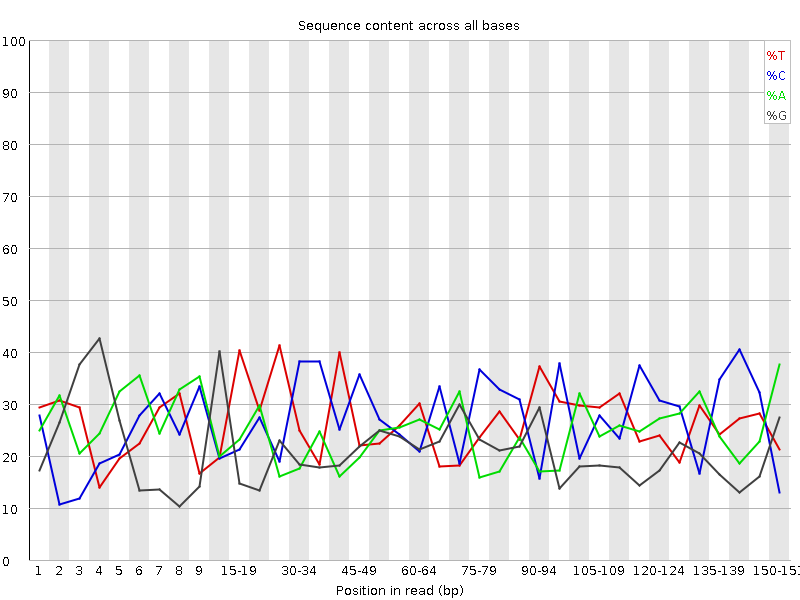 Sequence content across all bases
100
90
80
70
60
50
40
30
20
10
0
%T
%C
%A
%G
1 2 3 4 5 6 7 8 9 15-19 30-34 45-49 60-64 75-79 90-94 105-109 120-124 135-139 150-151
Position in read (bp)